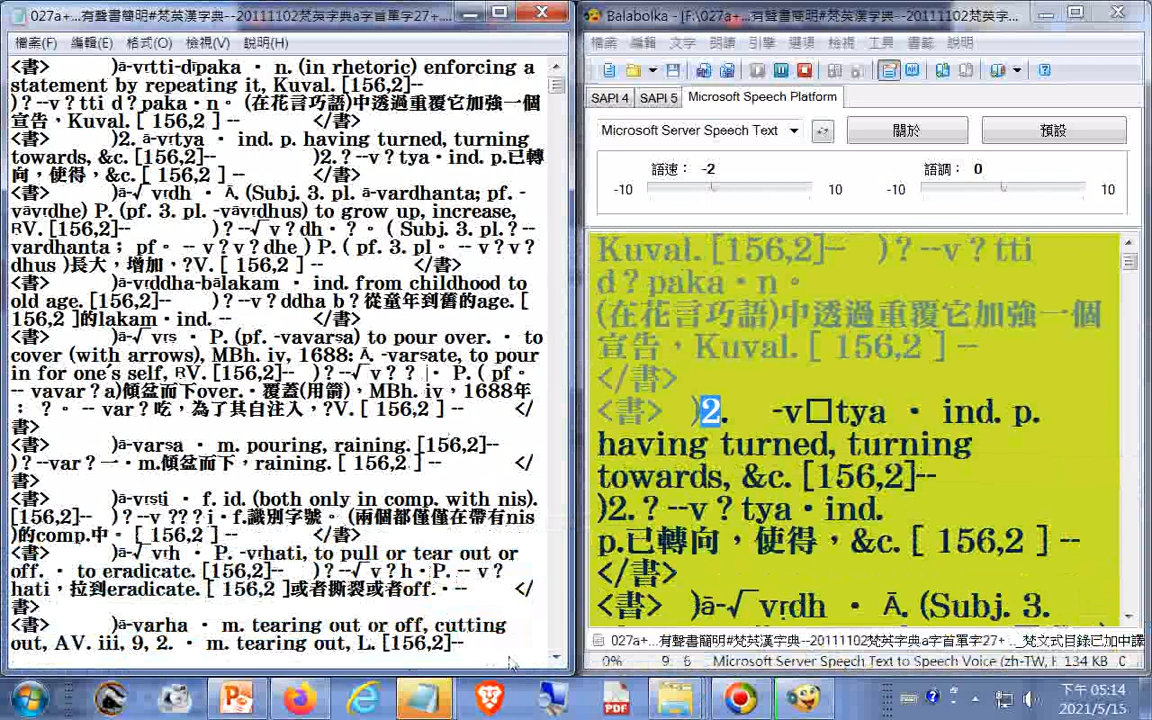 027a+...有聲書簡明#梵英漢字典--20111102梵英字典a字首單字27+...
檔案(F) 編輯(E) 格式(O) 檢視(V) 說明(H)
<書> )ā-vṛtti-dīpaka ‧ n. (in rhetoric) enforcing a
statement by repeating it, Kuval. [156,2]--
)?--v?tti d?paka‧n。 (在花言巧語)中透過重覆它加強一個
宣告，Kuval. [ 156,2 ] -- </書>
<書> )2. ā-vṛtya ‧ ind. p. having turned, turning
towards, &c. [156,2]-- )2.?--v?tya‧ind. p.已轉
向，使得，&c. [ 156,2 ] -- </書>
<書> )ā-√ vṛdh ‧ Ā. (Subj. 3. pl. ā-vardhanta; pf. -
vāvṛdhe) P. (pf. 3. pl. -vāvṛdhus) to grow up, increase,
RV. [156,2]-- )?--√v?dh‧?。( Subj. 3. pl.?--
vardhanta； pf。 -- v?v?dhe ) P. ( pf. 3. pl。 -- v?v?
dhus )長大，增加，?V. [ 156,2 ] -- </書>
<書> )ā-vṛddha-bālakam ‧ ind. from childhood to
old age. [156,2]-- )?--v?ddha b?從童年到舊的age. [
156,2 ]的lakam‧ind. -- </書>
<書> )ā-√ vṛṣ ‧ P. (pf. -vavarṣa) to pour over. ‧ to
cover (with arrows), MBh. iv, 1688: Ā. -varṣate, to pour
in for one's self, RV. [156,2]-- )?--√v? ?‧ P. ( pf。
-- vavar?a)傾盆而下over.‧覆蓋(用箭)，MBh. iv，1688年
：?。 -- var?吃，為了其自注入，?V. [ 156,2 ] -- </
書>
<書> )ā-varṣa ‧ m. pouring, raining. [156,2]--
)?--var?一‧m.傾盆而下，raining. [ 156,2 ] -- </
書>
<書> )ā-vṛṣṭi ‧ f. id. (both only in comp. with nis).
[156,2]-- )?--v???i‧f.識別字號。 (兩個都僅僅在帶有nis
)的comp.中。 [ 156,2 ] -- </書>
<書> )ā-√ vṛh ‧ P. -vṛhati, to pull or tear out or
off. ‧ to eradicate. [156,2]-- )?--√v?h‧P. -- v?
hati，拉到eradicate. [ 156,2 ]或者撕裂或者off.‧-- </
書>
<書> )ā-varha ‧ m. tearing out or off, cutting
out, AV. iii, 9, 2. ‧ m. tearing out, L. [156,2]--
Balabolka - [F:\027a+...有聲書簡明#梵英漢字典--20111102梵英字...
檔案 編輯 文字 朗讀 引擎 選項 檢視 工具 書籤 說明
SAPI 4 SAPI 5 Microsoft Speech Platform
Microsoft Server Speech Text 關於 預設
語速： -2 語調： 0
-10 10 -10 10
Kuval. [156,2]-- )?--v?tti
d?paka‧n。
(在花言巧語)中透過重覆它加強一個
宣告，Kuval. [ 156,2 ] --
</書>
<書> )2. -v□tya ‧ ind. p.
having turned, turning
towards, &c. [156,2]--
)2.?--v?tya‧ind.
p.已轉向，使得，&c. [ 156,2 ] --
</書>
<書> )ā-√ vṛdh ‧ Ā. (Subj. 3.
027a+...有聲書簡明#梵英漢字典--20111102梵英字典a字首單字27+ ..._梵文式目錄已加中譯
0% 9: 6 Microsoft Server Speech Text to Speech Voice (zh-TW, H 134 KB
下午 05:14
2021/5/15